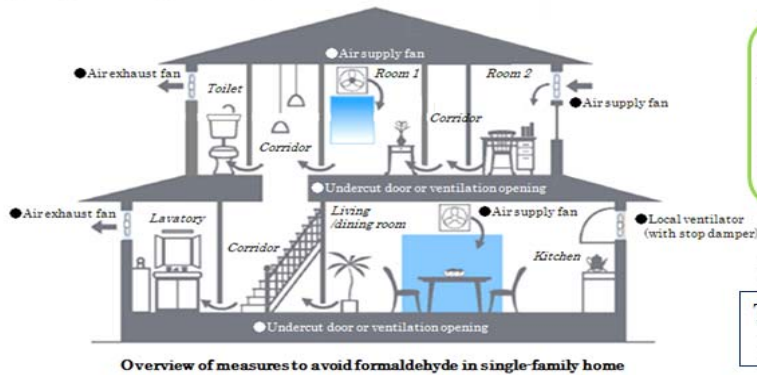 ●Air supply fan
●Air exhaust fan
Toilet
Room 1
Room 2
●Air supply fan
Corridor
Corridor
●Undercut door or ventilation opening
●Air exhaust fan
Lavatory
Living
/dining room
●Air supply fan
●Local ventilator
(with stop damper)
Corridor
Kitchen
●Undercut door or ventilation opening
Overview of measures to avoid formaldehyde in single-family home